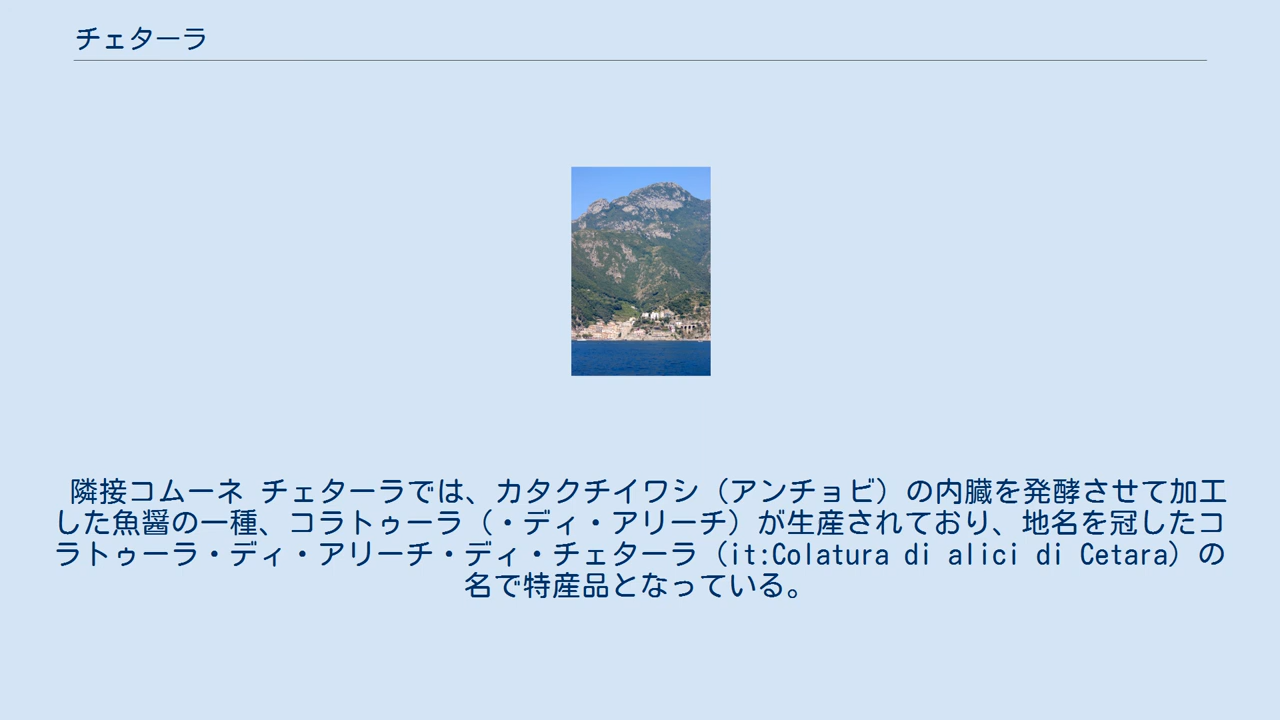 チェターラ
隣接コムーネ チェターラでは、カタクチイワシ（アンチョビ）の内臓を発酵させて加工
した魚醤の一種、コラトゥーラ（・ディ・アリーチ）が生産されており、地名を冠したコ
ラトゥーラ・ディ・アリーチ・ディ・チェターラ（it:Colatura di alici di Cetara）の
名で特産品となっている。